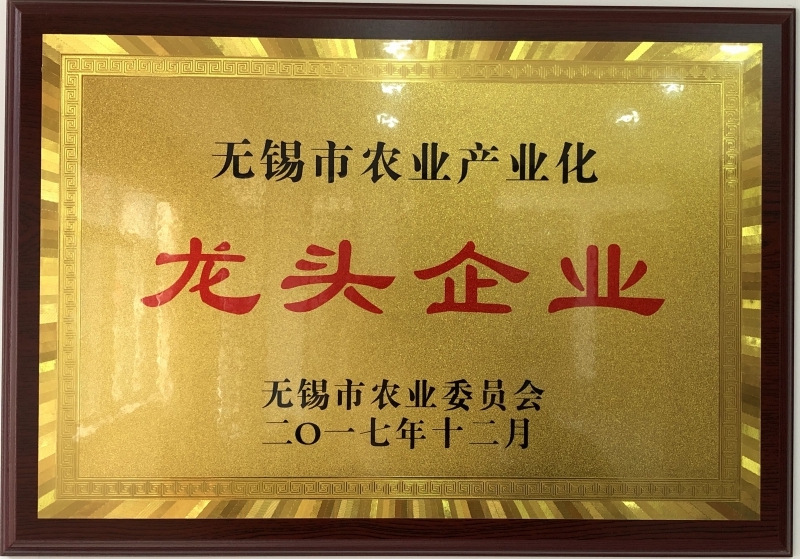 无锡市农业产业化
龙头企业
无锡市农业委员会
二〇一七年十二月